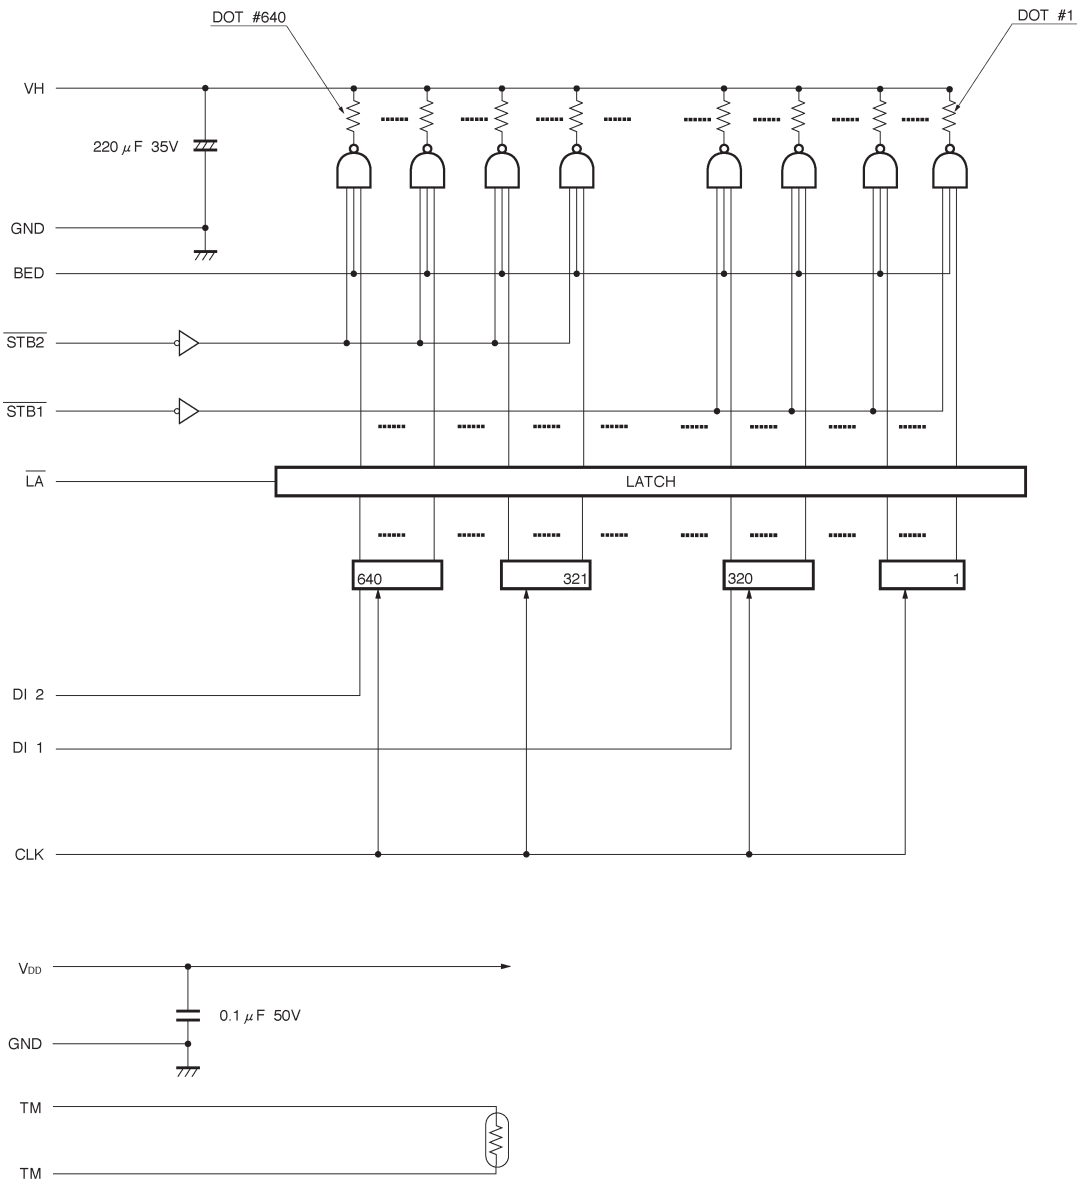 DOT #640
DOT #1
VH
220 μF 35V
GND
BED
STB2
STB1
LA
LATCH
640
321
320
1
DI 2
DI 1
CLK
VDD
0.1 μF 50V
GND
TM
TM